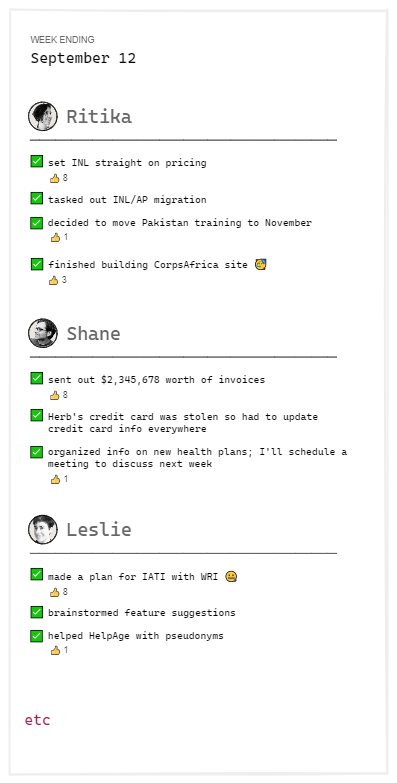 WEEK ENDING
September 12
Ritika
set INL straight on pricing
👍 8
tasked out INL/AP migration
decided to move Pakistan training to November
👍 1
finished building CorpsAfrica site 😅
👍 3
Shane
sent out $2,345,678 worth of invoices
👍 8
Herb's credit card was stolen so had to update
credit card info everywhere
organized info on new health plans; I'll schedule a
meeting to discuss next week
👍 1
Leslie
made a plan for IATI with WRI 😬
👍 8
brainstormed feature suggestions
helped HelpAge with pseudonyms
👍 1
etc